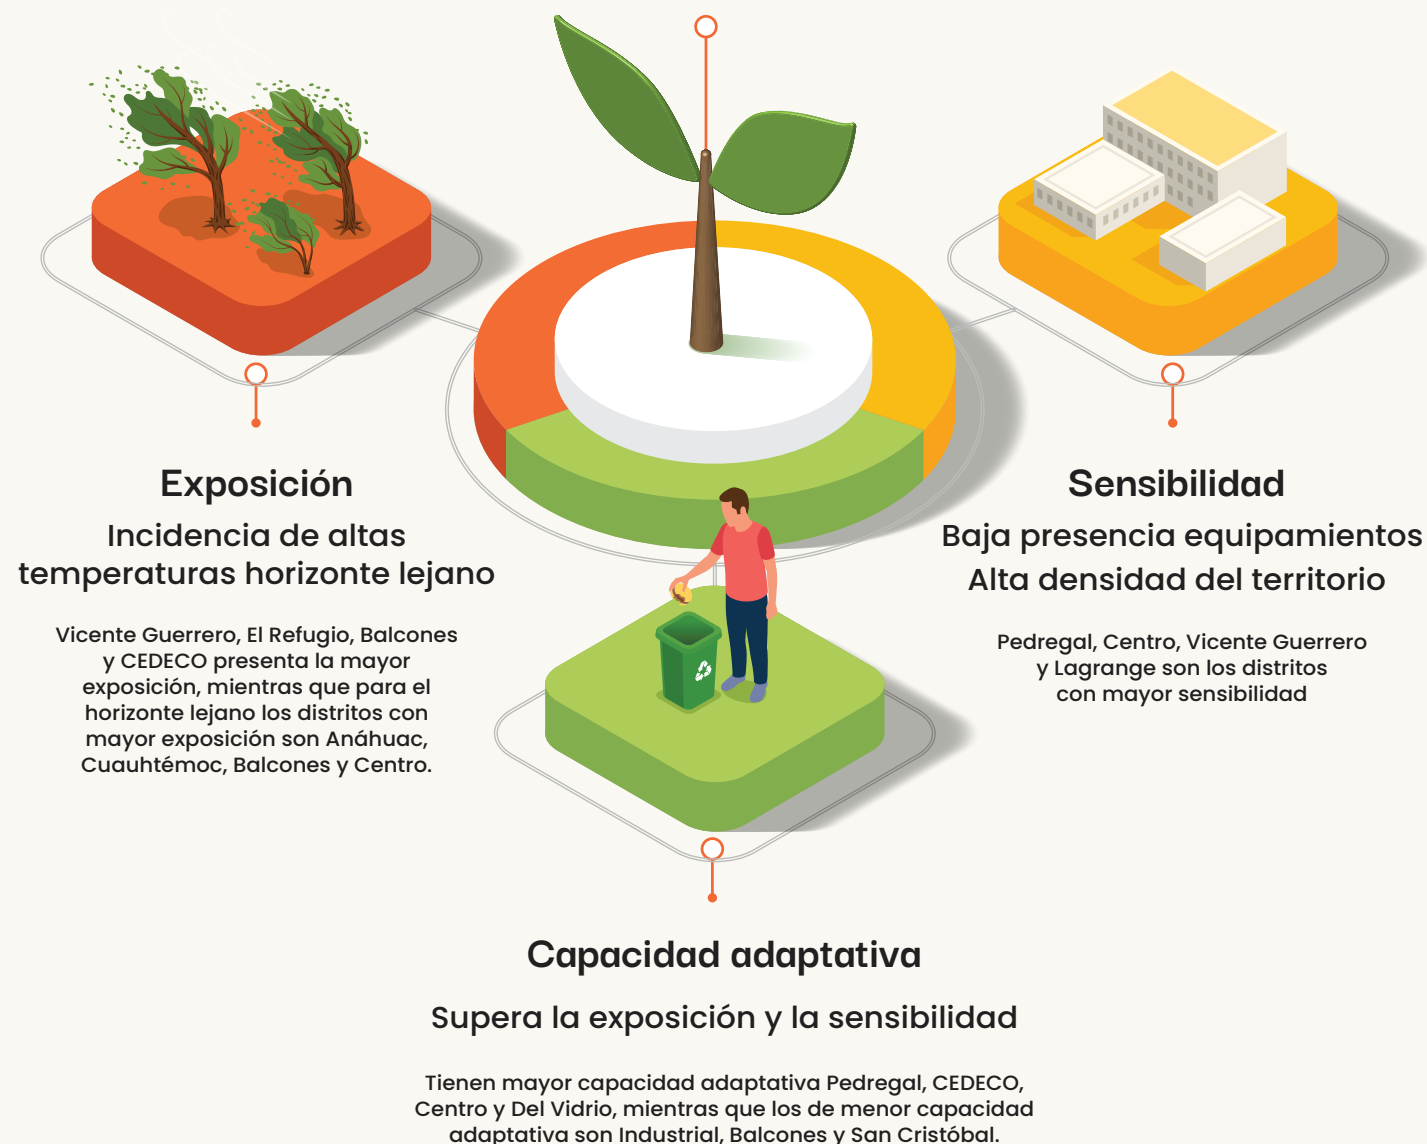 Exposición
Incidencia de altas
temperaturas horizonte lejano
Vicente Guerrero, El Refugio, Balcones
y CEDECO presenta la mayor
exposición, mientras que para el
horizonte lejano los distritos con
mayor exposición son Anáhuac,
Cuauhtémoc, Balcones y Centro.
Sensibilidad
Baja presencia equipamientos
Alta densidad del territorio
Pedregal, Centro, Vicente Guerrero
y Lagrange son los distritos
con mayor sensibilidad
Capacidad adaptativa
Supera la exposición y la sensibilidad
Tienen mayor capacidad adaptativa Pedregal, CEDECO,
Centro y Del Vidrio, mientras que los de menor capacidad
adaptativa son Industrial, Balcones y San Cristóbal.